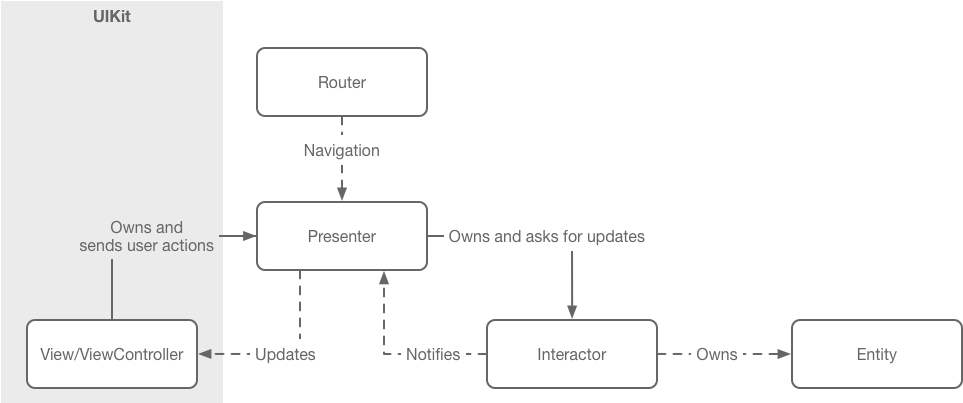 UIKit
Router
Navigation
Owns and
sends user actions
Presenter
Owns and asks for updates
View/ViewController
Updates
Notifies
Interactor
Owns
Entity